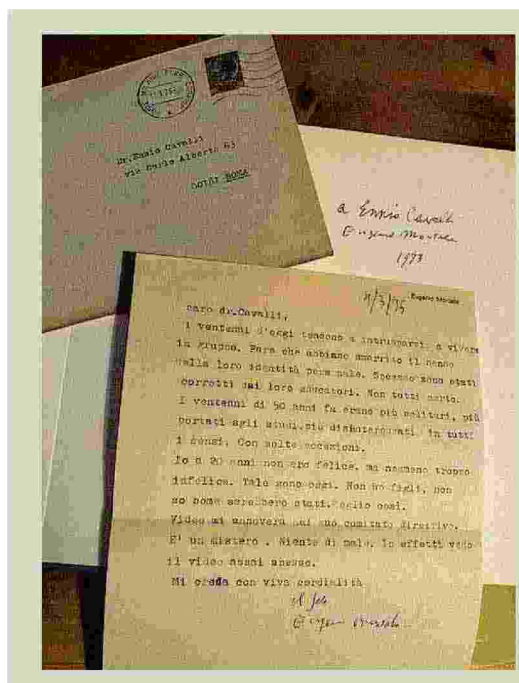 Dr.Ennio Cavalli
via Carlo Alberto 63
00185 ROMA
a Ennio Cavalli
Eugenio Montale
1973
Eugenio Montale
caro dr.Cavalli,
I ventenni d'oggi tendono a intrupparsi a vivere
in gruppo. Pare che abbiano smarrito il senso
della loro identità personale. Spesso sono stati
corrotti dai loro educatori. Non tutti certo.
I ventenni di 50 anni fa erano più solitari, più
portati agli studi, più disinteressati in tutti
i sensi. Con molte eccezioni.
Io a 20 anni non ero felice, ma nemmeno troppo
infelice. Tale sono oggi. Non ho figli, non
so come sarebbero stati. Meglio così.
Video mi annovera nel suo comitato direttivo.
E' un mistero . Niente di male. In effetti vedo
il video assai spesso.
Mi creda con viva cordialità
Eugenio Montale